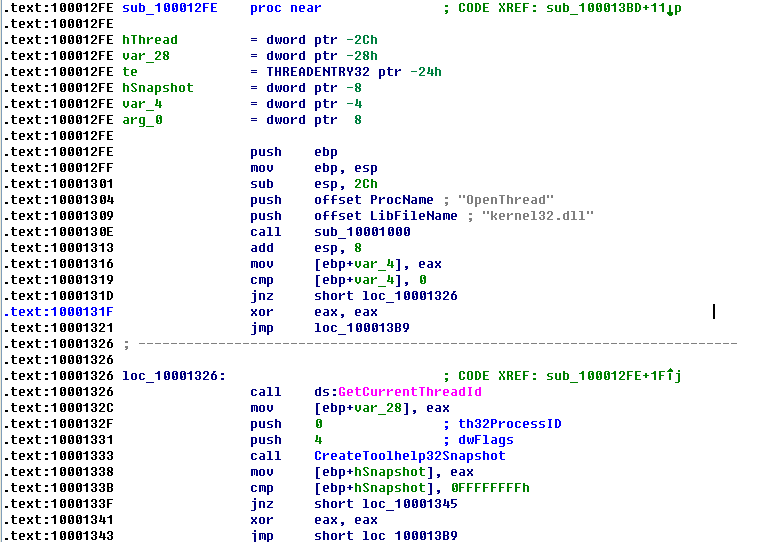 .text:100012FE sub_100012FE    proc near               ; CODE XREF: sub_100013BD+11↓p
.text:100012FE
.text:100012FE hThread         = dword ptr -2Ch
.text:100012FE var_28          = dword ptr -28h
.text:100012FE te              = THREADENTRY32 ptr -24h
.text:100012FE hSnapshot       = dword ptr -8
.text:100012FE var_4           = dword ptr -4
.text:100012FE arg_0           = dword ptr  8
.text:100012FE
.text:100012FE                 push    ebp
.text:100012FF                 mov     ebp, esp
.text:10001301                 sub     esp, 2Ch
.text:10001304                 push    offset ProcName ; "OpenThread"
.text:10001309                 push    offset LibFileName ; "kernel32.dll"
.text:1000130E                 call    sub_10001000
.text:10001313                 add     esp, 8
.text:10001316                 mov     [ebp+var_4], eax
.text:10001319                 cmp     [ebp+var_4], 0
.text:1000131D                 jnz     short loc_10001326
.text:1000131F                 xor     eax, eax
.text:10001321                 jmp     loc_100013B9
.text:10001326 ; ---------------------------------------------------------------------------
.text:10001326
.text:10001326 loc_10001326:                           ; CODE XREF: sub_100012FE+1F↑j
.text:10001326                 call    ds:GetCurrentThreadId
.text:1000132C                 mov     [ebp+var_28], eax
.text:1000132F                 push    0               ; th32ProcessID
.text:10001331                 push    4               ; dwFlags
.text:10001333                 call    CreateToolhelp32Snapshot
.text:10001338                 mov     [ebp+hSnapshot], eax
.text:1000133B                 cmp     [ebp+hSnapshot], 0FFFFFFFFh
.text:1000133F                 jnz     short loc_10001345
.text:10001341                 xor     eax, eax
.text:10001343                 jmp     short loc_100013B9